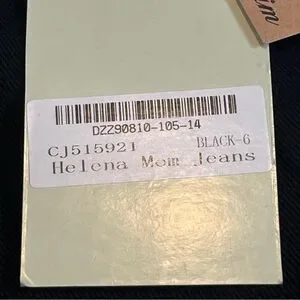 DZZ90810-105-14
CJ515921 BLACK-6
Helena Mom Jeans